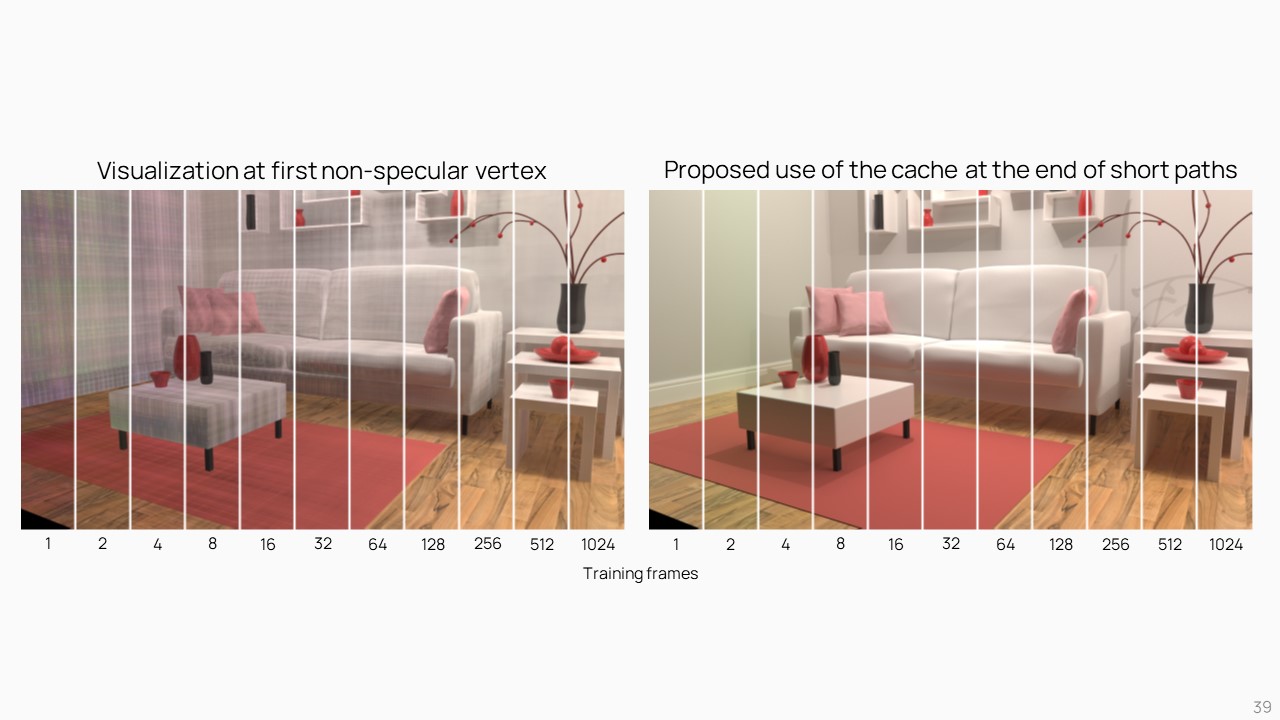 Visualization at first non-specular vertex
Proposed use of the cache at the end of short paths
1 2 4 8 16 32 64 128 256 512 1024
1 2 4 8 16 32 64 128 256 512 1024
Training frames
39